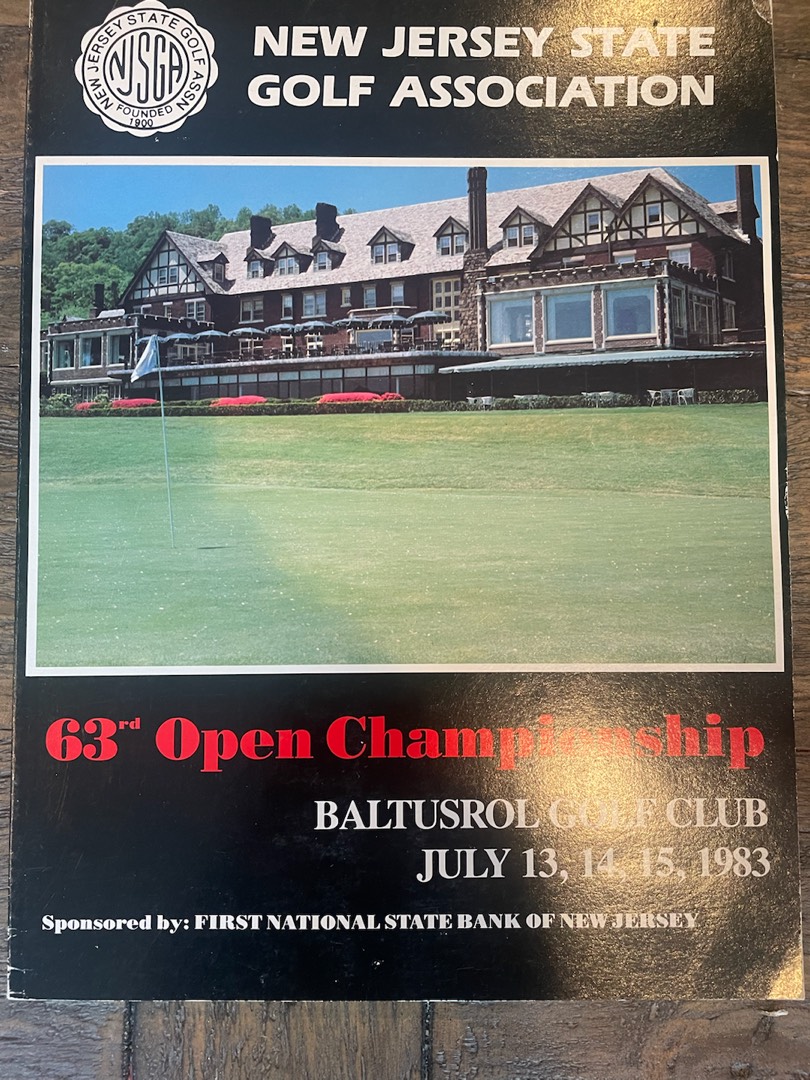 NEW JERSEY STATE GOLF ASSN
NJSGA
FOUNDED
1900
NEW JERSEY STATE
GOLF ASSOCIATION
63rd Open Championship
BALTUSROL GOLF CLUB
JULY 13, 14, 15, 1983
Sponsored by: FIRST NATIONAL STATE BANK OF NEW JERSEY